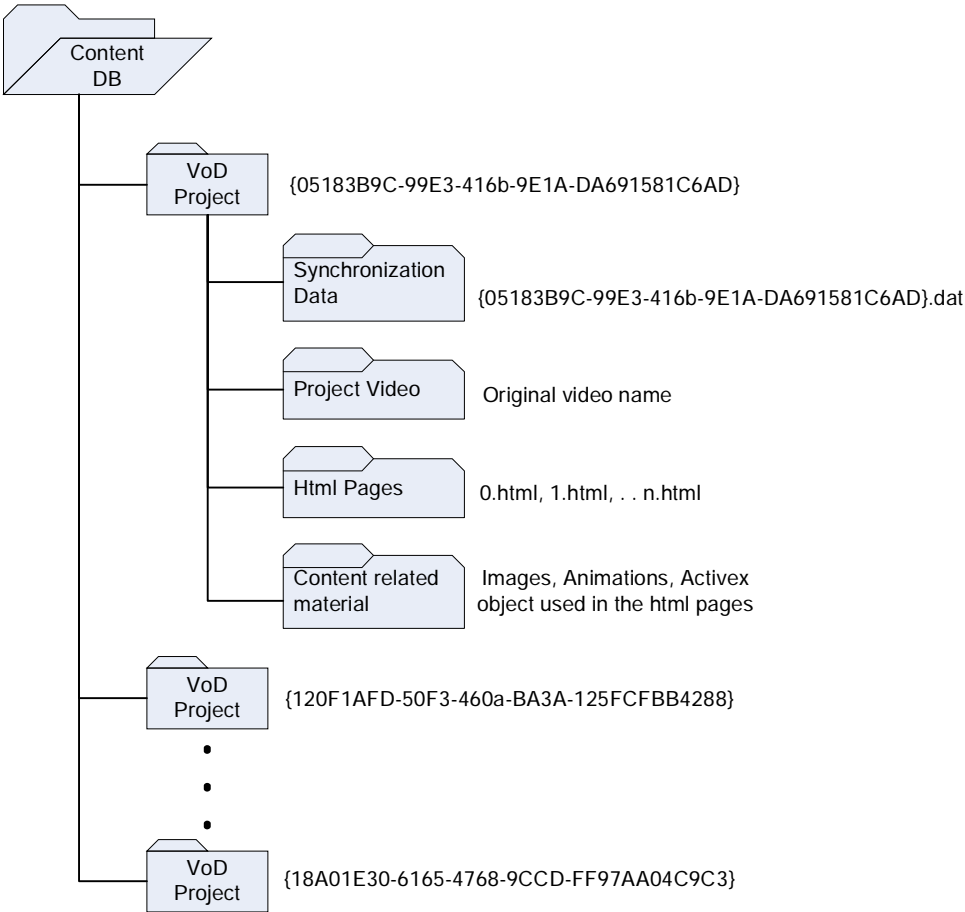 Content
DB
VoD
Project
{05183B9C-99E3-416b-9E1A-DA691581C6AD}
Synchronization
Data
{05183B9C-99E3-416b-9E1A-DA691581C6AD}.dat
Project Video
Original video name
Html Pages
0.html, 1.html, . . n.html
Content related
material
Images, Animations, Activex
object used in the html pages
VoD
Project
{120F1AFD-50F3-460a-BA3A-125FCFBB4288}
VoD
Project
{18A01E30-6165-4768-9CCD-FF97AA04C9C3}